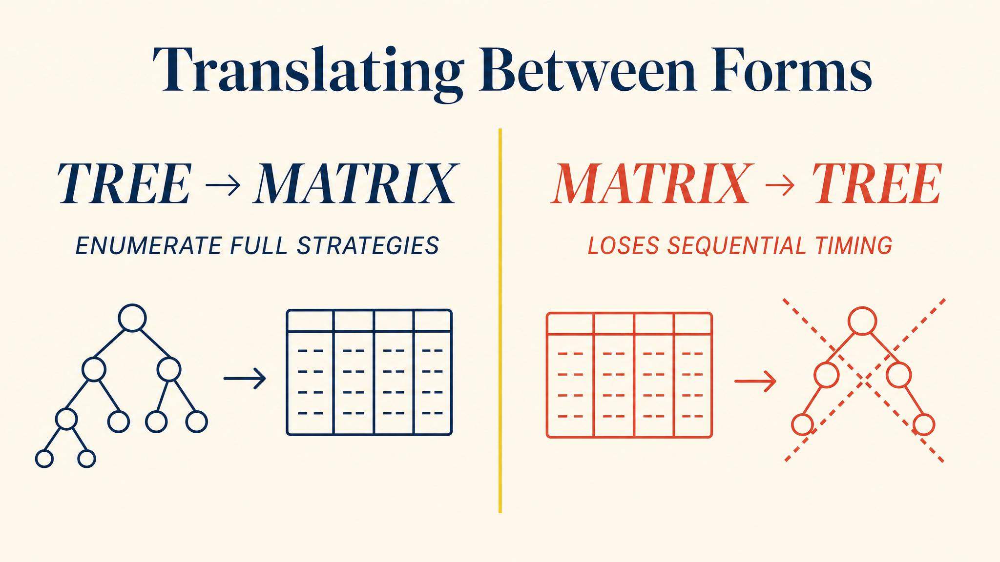 Translating Between Forms
TREE → MATRIX
ENUMERATE FULL STRATEGIES
MATRIX → TREE
LOSES SEQUENTIAL TIMING